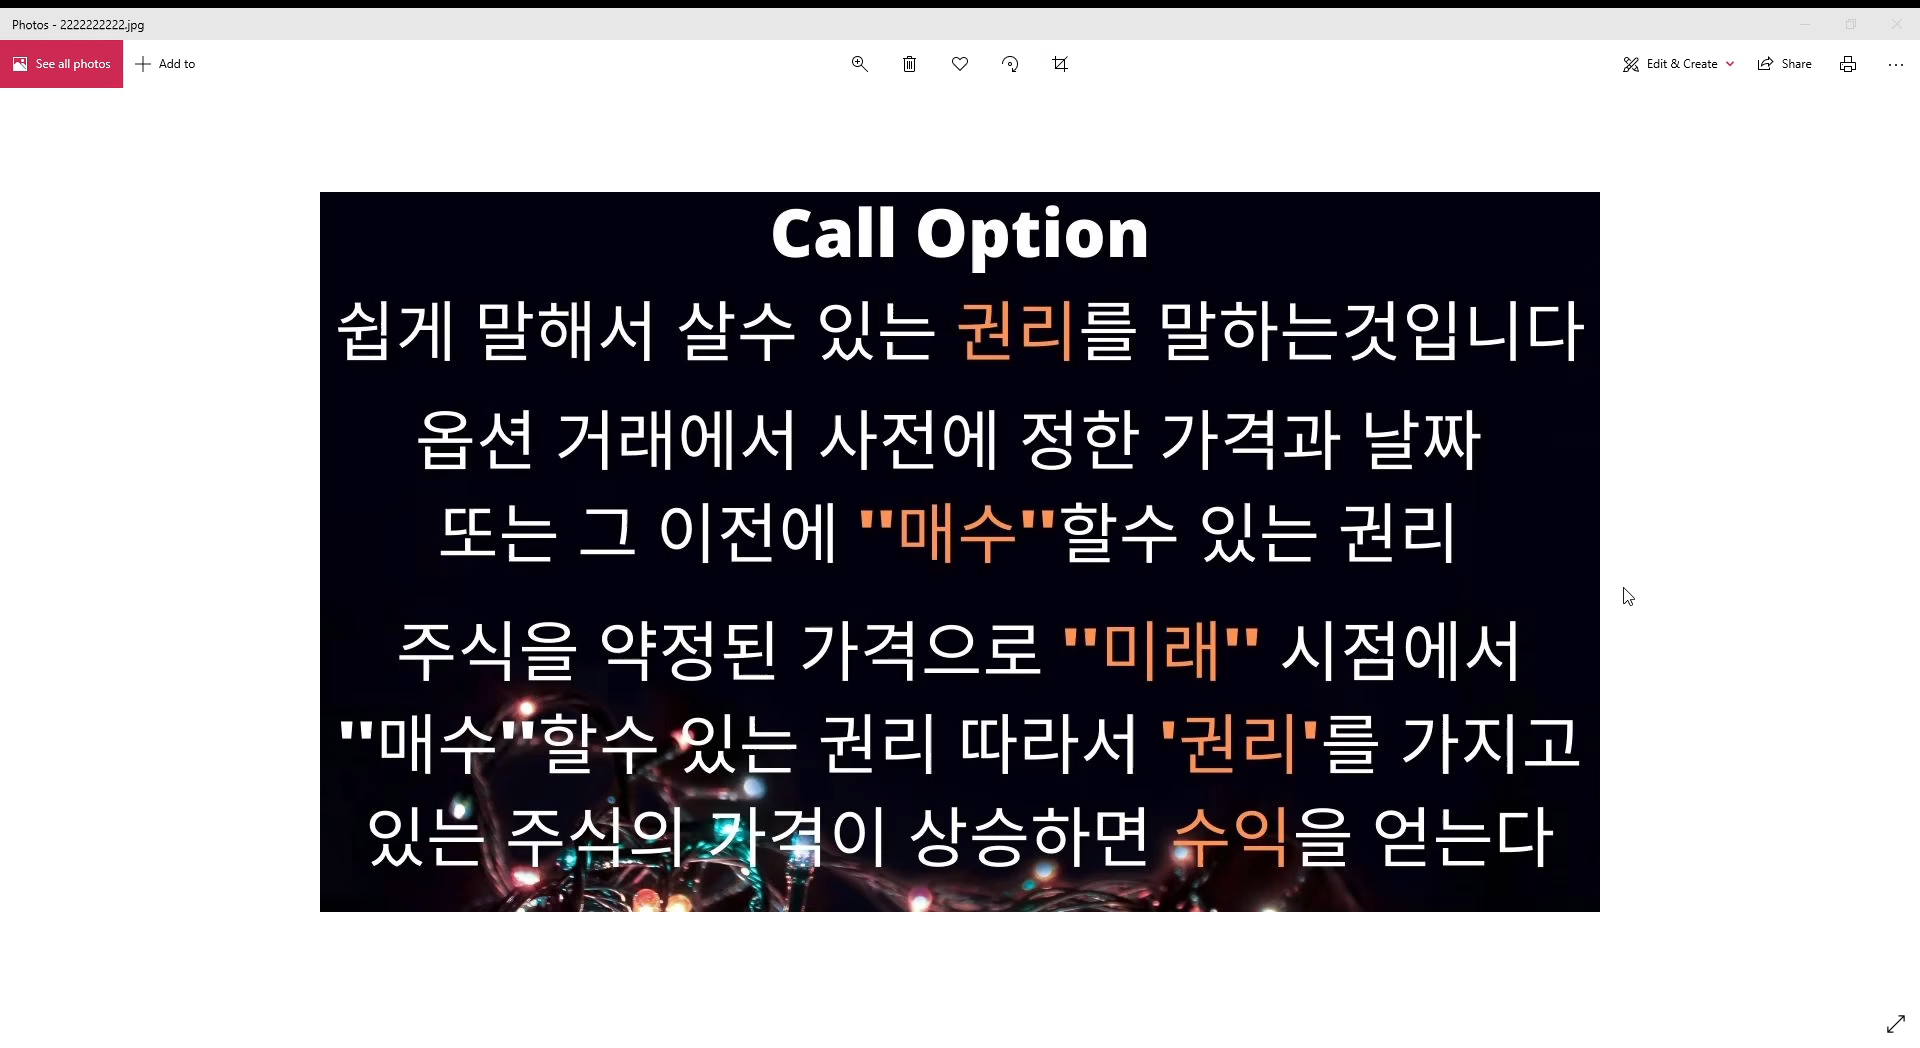 Photos - 2222222222.jpg
See all photos
Add to
Edit & Create
Share
Call Option
쉽게 말해서 살수 있는 권리를 말하는것입니다
옵션 거래에서 사전에 정한 가격과 날짜
또는 그 이전에 "매수"할수 있는 권리
주식을 약정된 가격으로 "미래" 시점에서
"매수"할수 있는 권리 따라서 '권리'를 가지고
있는 주식의 가격이 상승하면 수익을 얻는다